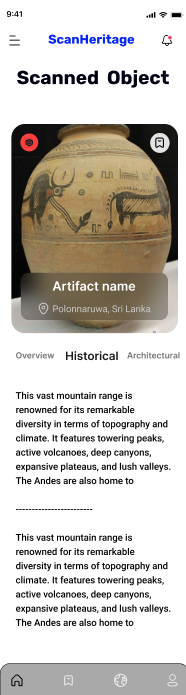 9:41
ScanHeritage
Scanned Object
Artifact name
Polonnaruwa, Sri Lanka
Overview Historical Architectural
This vast mountain range is
renowned for its remarkable
diversity in terms of topography and
climate. It features towering peaks,
active volcanoes, deep canyons,
expansive plateaus, and lush valleys.
The Andes are also home to
------------------------
This vast mountain range is
renowned for its remarkable
diversity in terms of topography and
climate. It features towering peaks,
active volcanoes, deep canyons,
expansive plateaus, and lush valleys.
The Andes are also home to